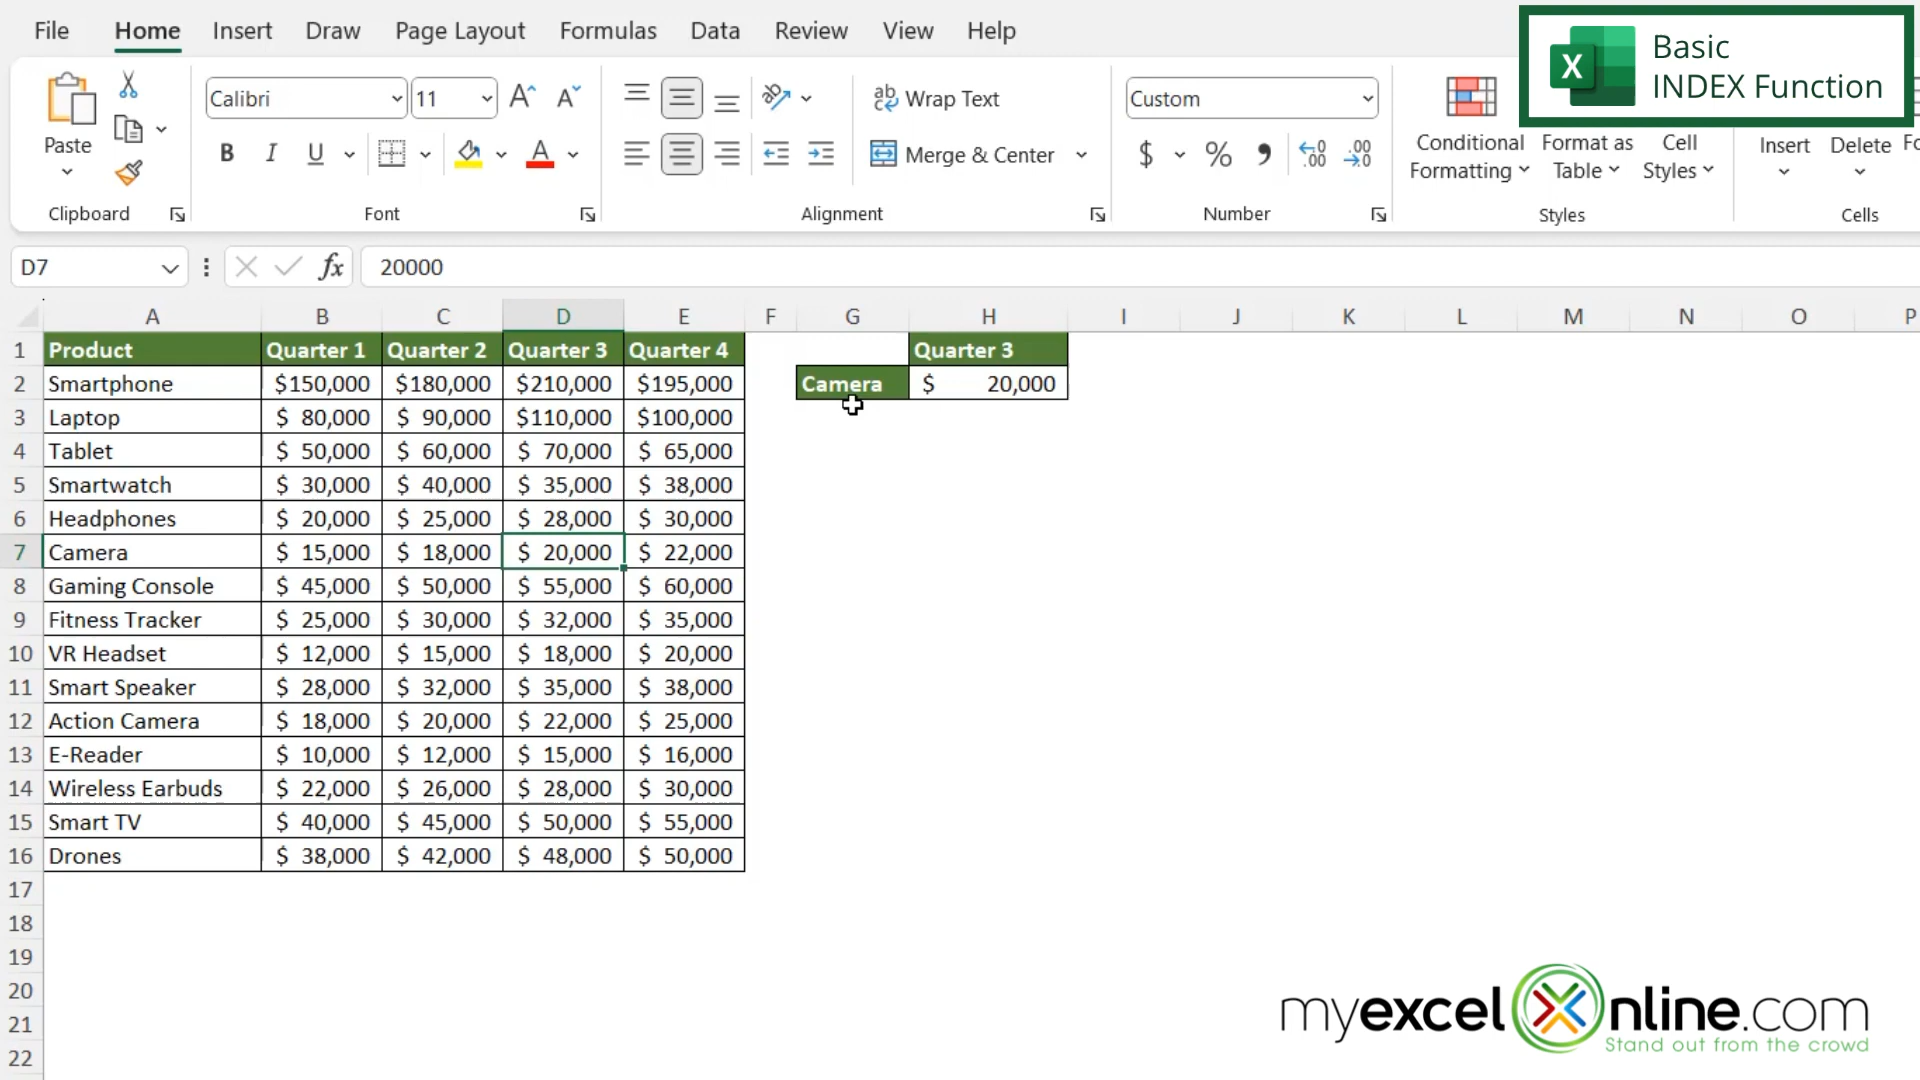 File Home Insert Draw Page Layout Formulas Data Review View Help
Basic
INDEX Function
Calibri 11 A A
ab Wrap Text
Custom
Paste
B I U A
Merge & Center
$ % , .00 .00
Conditional Formatting
Format as Table
Cell Styles
Insert
Delete
Clipboard Font Alignment Number Styles Cells
D7 fx 20000
A B C D E F G H I J K L M N O P
1 Product Quarter 1 Quarter 2 Quarter 3 Quarter 4 Quarter 3
2 Smartphone $150,000 $180,000 $210,000 $195,000 Camera $ 20,000
3 Laptop $ 80,000 $ 90,000 $110,000 $100,000
4 Tablet $ 50,000 $ 60,000 $ 70,000 $ 65,000
5 Smartwatch $ 30,000 $ 40,000 $ 35,000 $ 38,000
6 Headphones $ 20,000 $ 25,000 $ 28,000 $ 30,000
7 Camera $ 15,000 $ 18,000 $ 20,000 $ 22,000
8 Gaming Console $ 45,000 $ 50,000 $ 55,000 $ 60,000
9 Fitness Tracker $ 25,000 $ 30,000 $ 32,000 $ 35,000
10 VR Headset $ 12,000 $ 15,000 $ 18,000 $ 20,000
11 Smart Speaker $ 28,000 $ 32,000 $ 35,000 $ 38,000
12 Action Camera $ 18,000 $ 20,000 $ 22,000 $ 25,000
13 E-Reader $ 10,000 $ 12,000 $ 15,000 $ 16,000
14 Wireless Earbuds $ 22,000 $ 26,000 $ 28,000 $ 30,000
15 Smart TV $ 40,000 $ 45,000 $ 50,000 $ 55,000
16 Drones $ 38,000 $ 42,000 $ 48,000 $ 50,000
17
18
19
20
21
22
myexcelonline.com
Stand out from the crowd